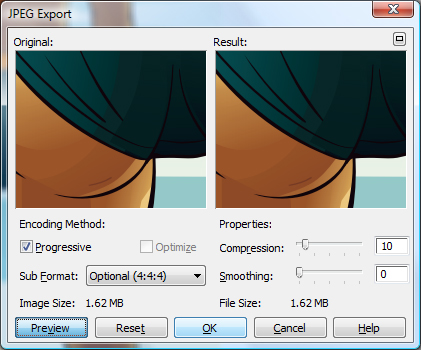 JPEG Export
Original:
Result:
Encoding Method:
Properties:
Progressive
Optimize
Compression:
10
Sub Format:
Optional (4:4:4)
Smoothing:
0
Image Size:
1.62 MB
File Size:
1.62 MB
Preview
Reset
OK
Cancel
Help